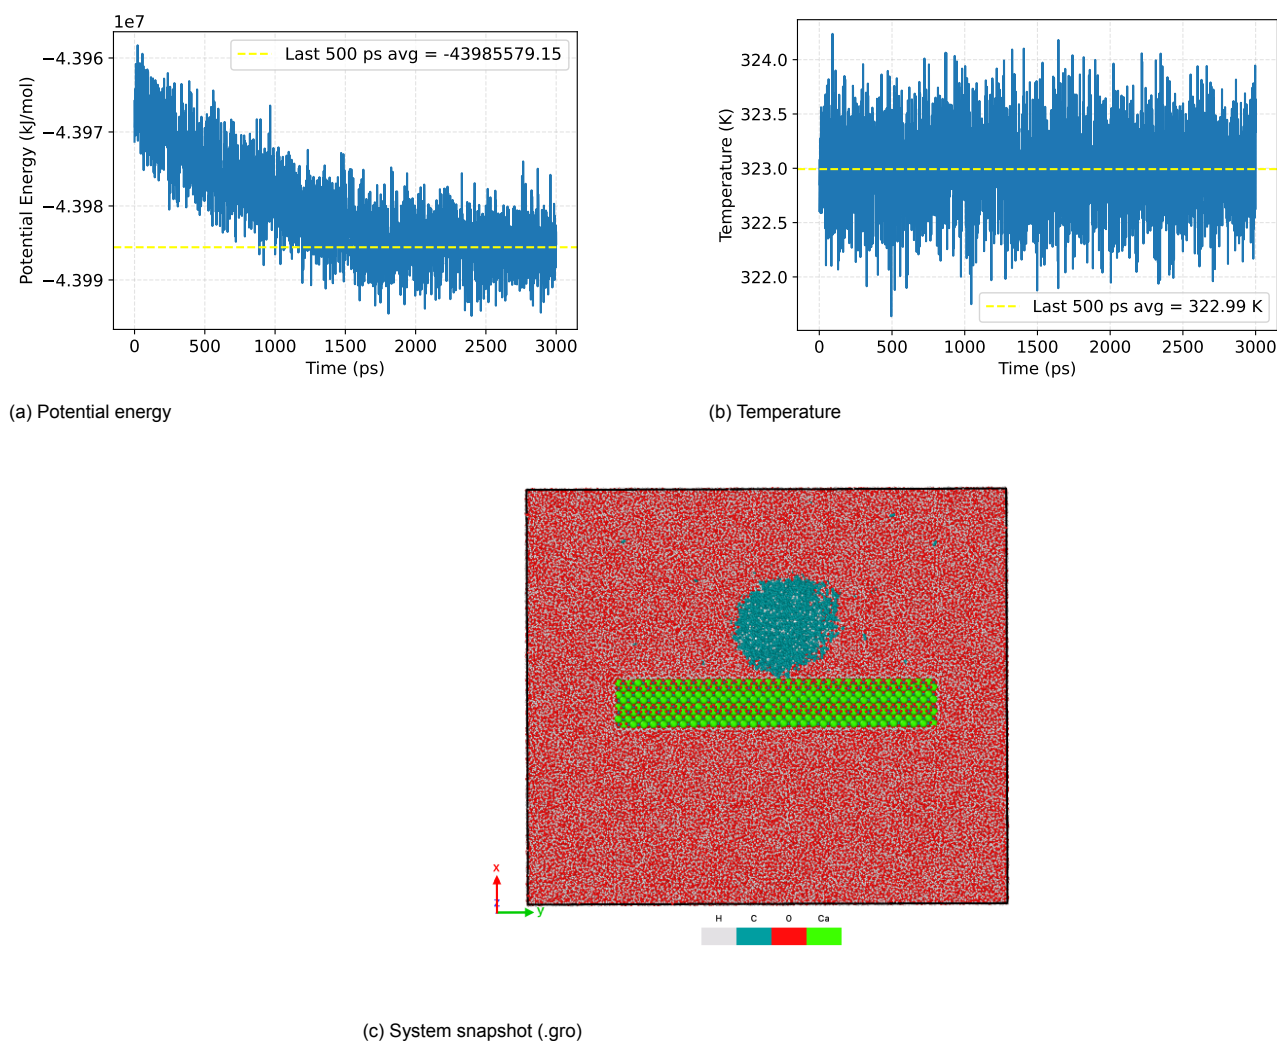 1e7
Last 500 ps avg = -43985579.15
−4.396
−4.397
−4.398
−4.399
Potential Energy (kJ/mol)
0 500 1000 1500 2000 2500 3000
Time (ps)
(a) Potential energy
324.0
323.5
323.0
322.5
322.0
Temperature (K)
Last 500 ps avg = 322.99 K
0 500 1000 1500 2000 2500 3000
Time (ps)
(b) Temperature
x
z
y
H C O Ca
(c) System snapshot (.gro)